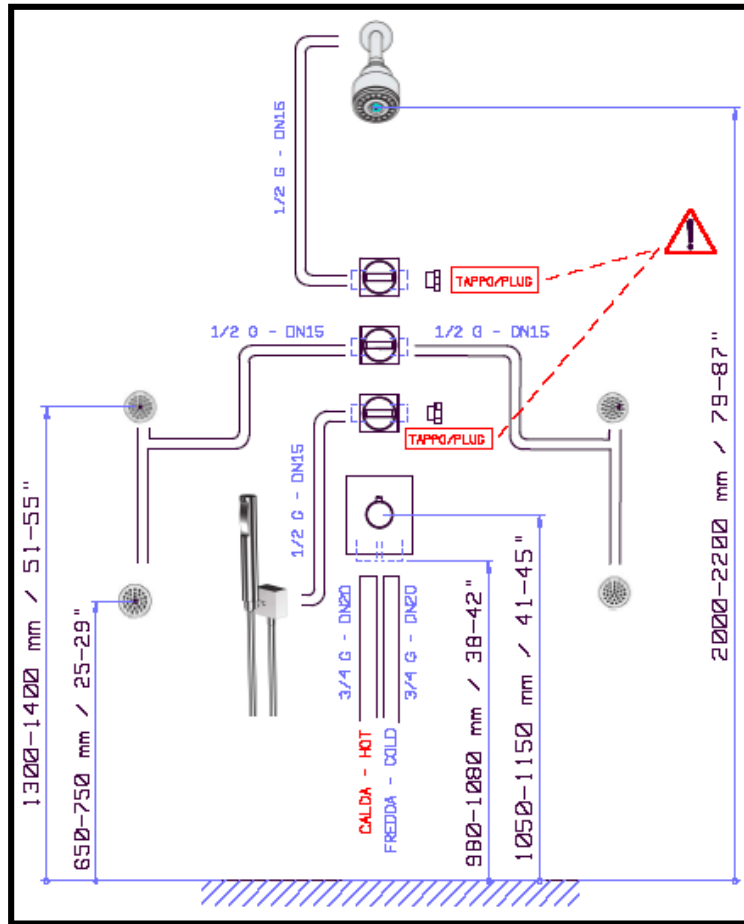 1/2 G - DN15
TAPPO/PLUG
1/2 G - DN15
1/2 G - DN15
TAPPO/PLUG
1/2 G - DN15
3/4 G - DN20
3/4 G - DN20
CALDA - HOT
FREDDA - COLD
1300-1400 mm / 51-55"
650-750 mm / 25-29"
980-1080 mm / 38-42"
1050-1150 mm / 41-45"
2000-2200 mm / 79-87"
!